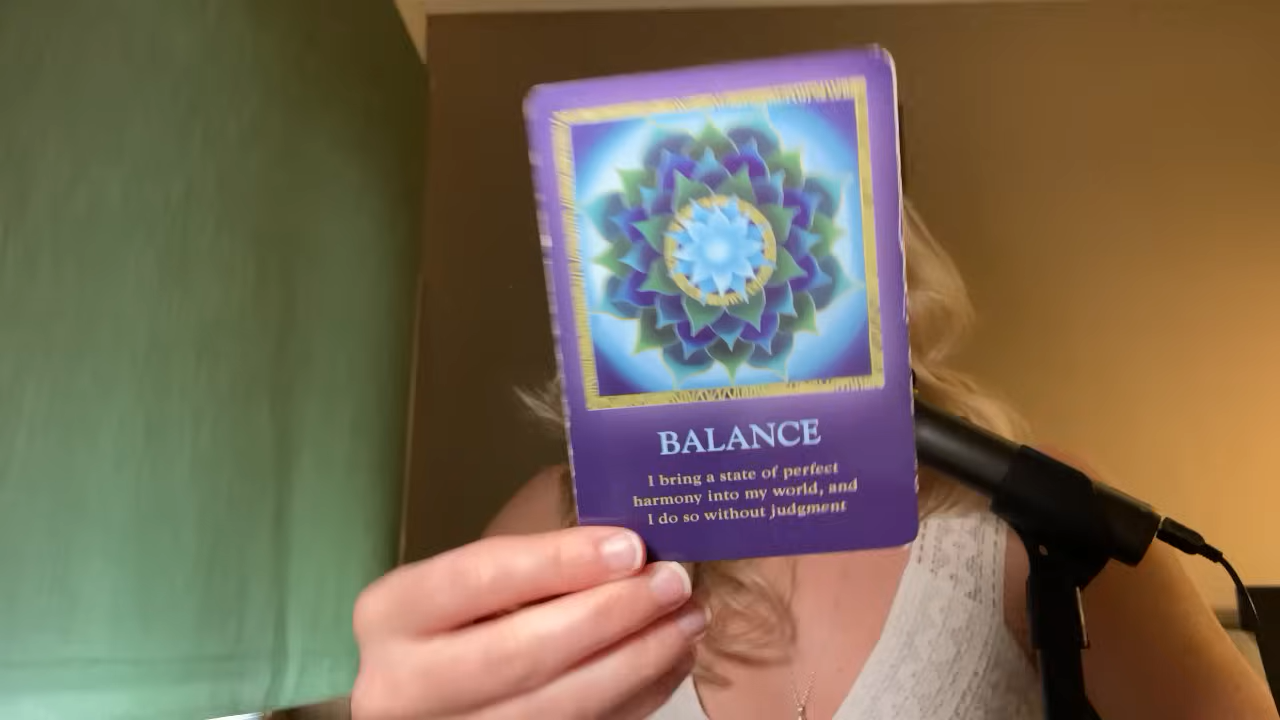 BALANCE
I bring a state of perfect
harmony into my world, and
I do so without judgment